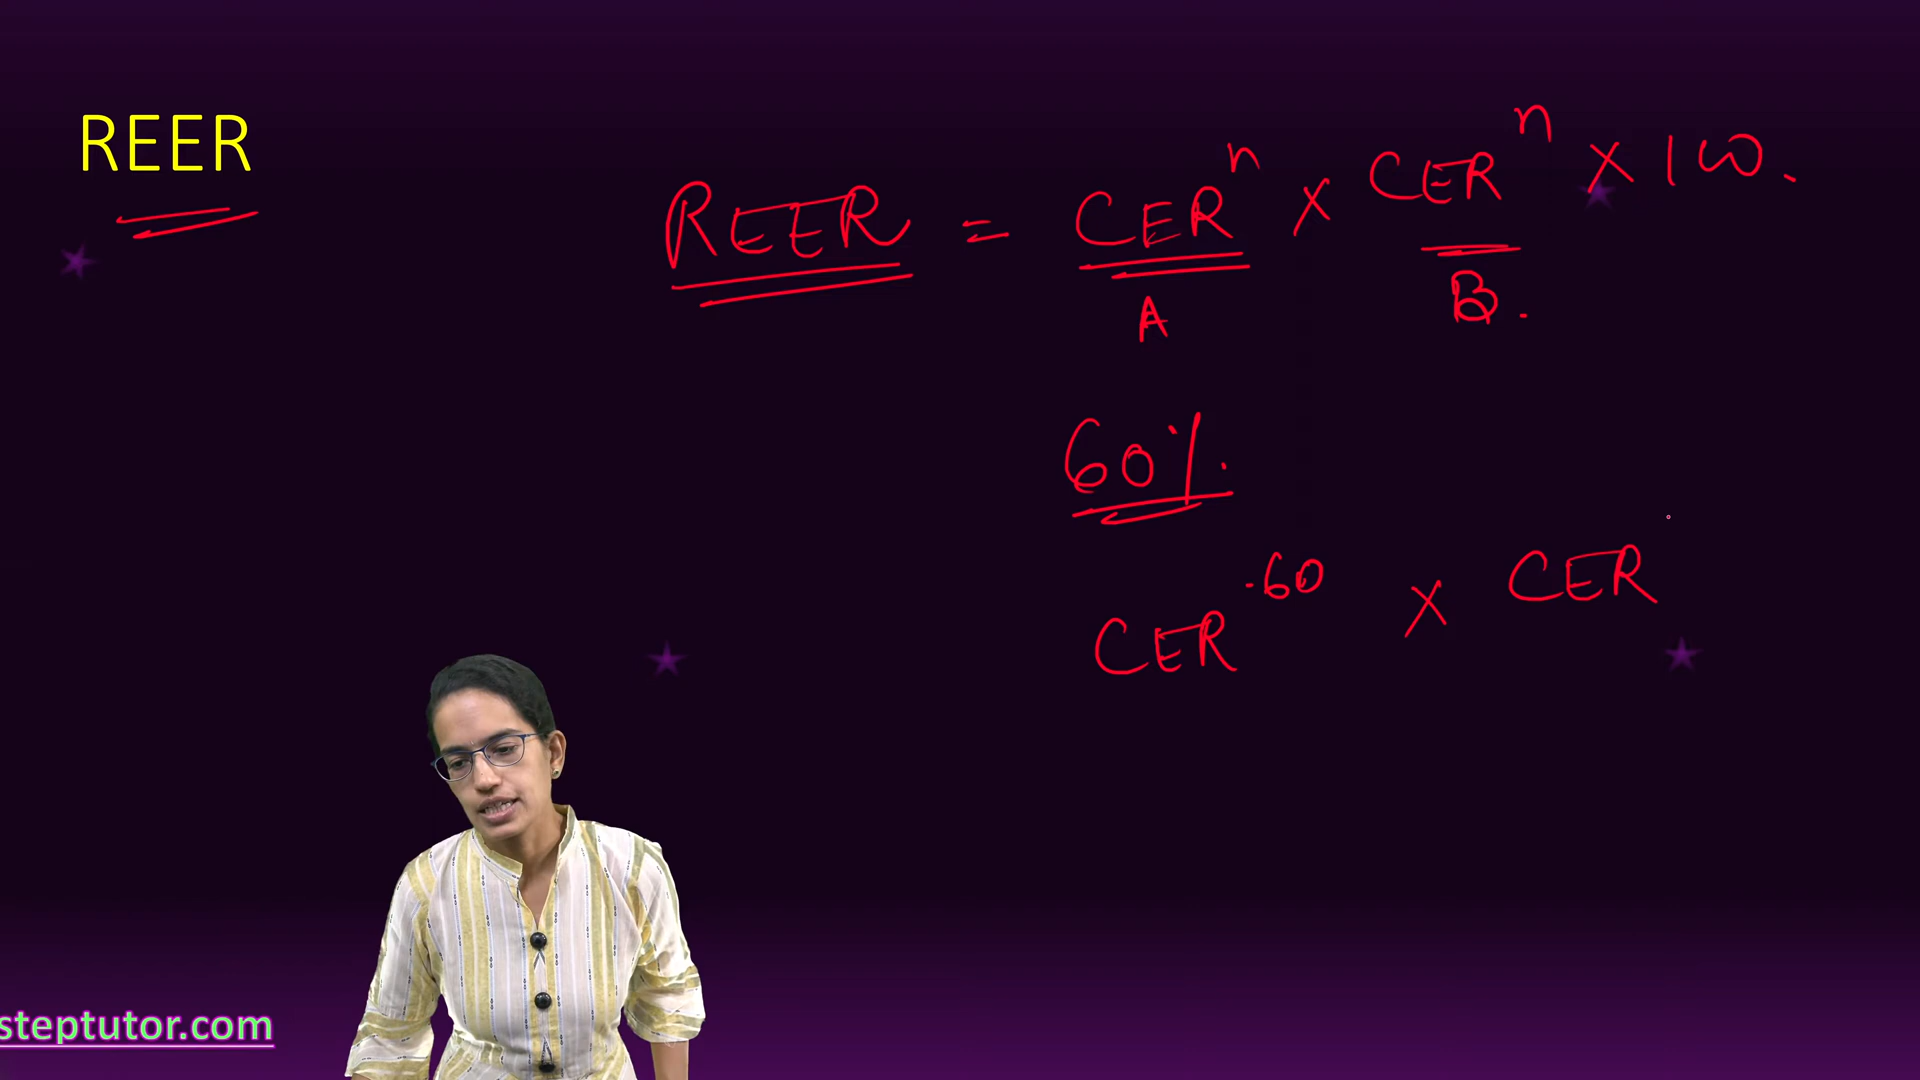 REER
REER = CER^n × CER^n × 100.
A B.
60%.
CER^.60 × CER
steptutor.com